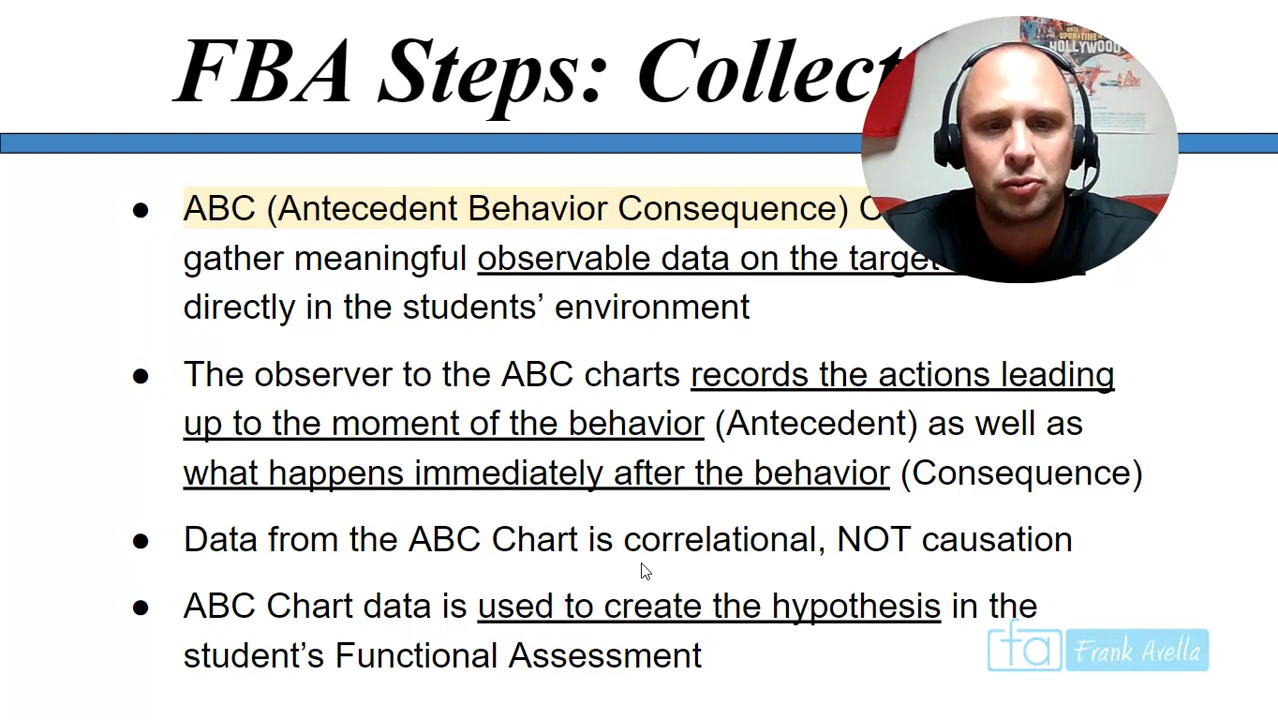 FBA Steps: Collect
HOLLYWOOD
ABC (Antecedent Behavior Consequence) C
gather meaningful observable data on the target
directly in the students’ environment
The observer to the ABC charts records the actions leading
up to the moment of the behavior (Antecedent) as well as
what happens immediately after the behavior (Consequence)
Data from the ABC Chart is correlational, NOT causation
ABC Chart data is used to create the hypothesis in the
student’s Functional Assessment
fa Frank Avella